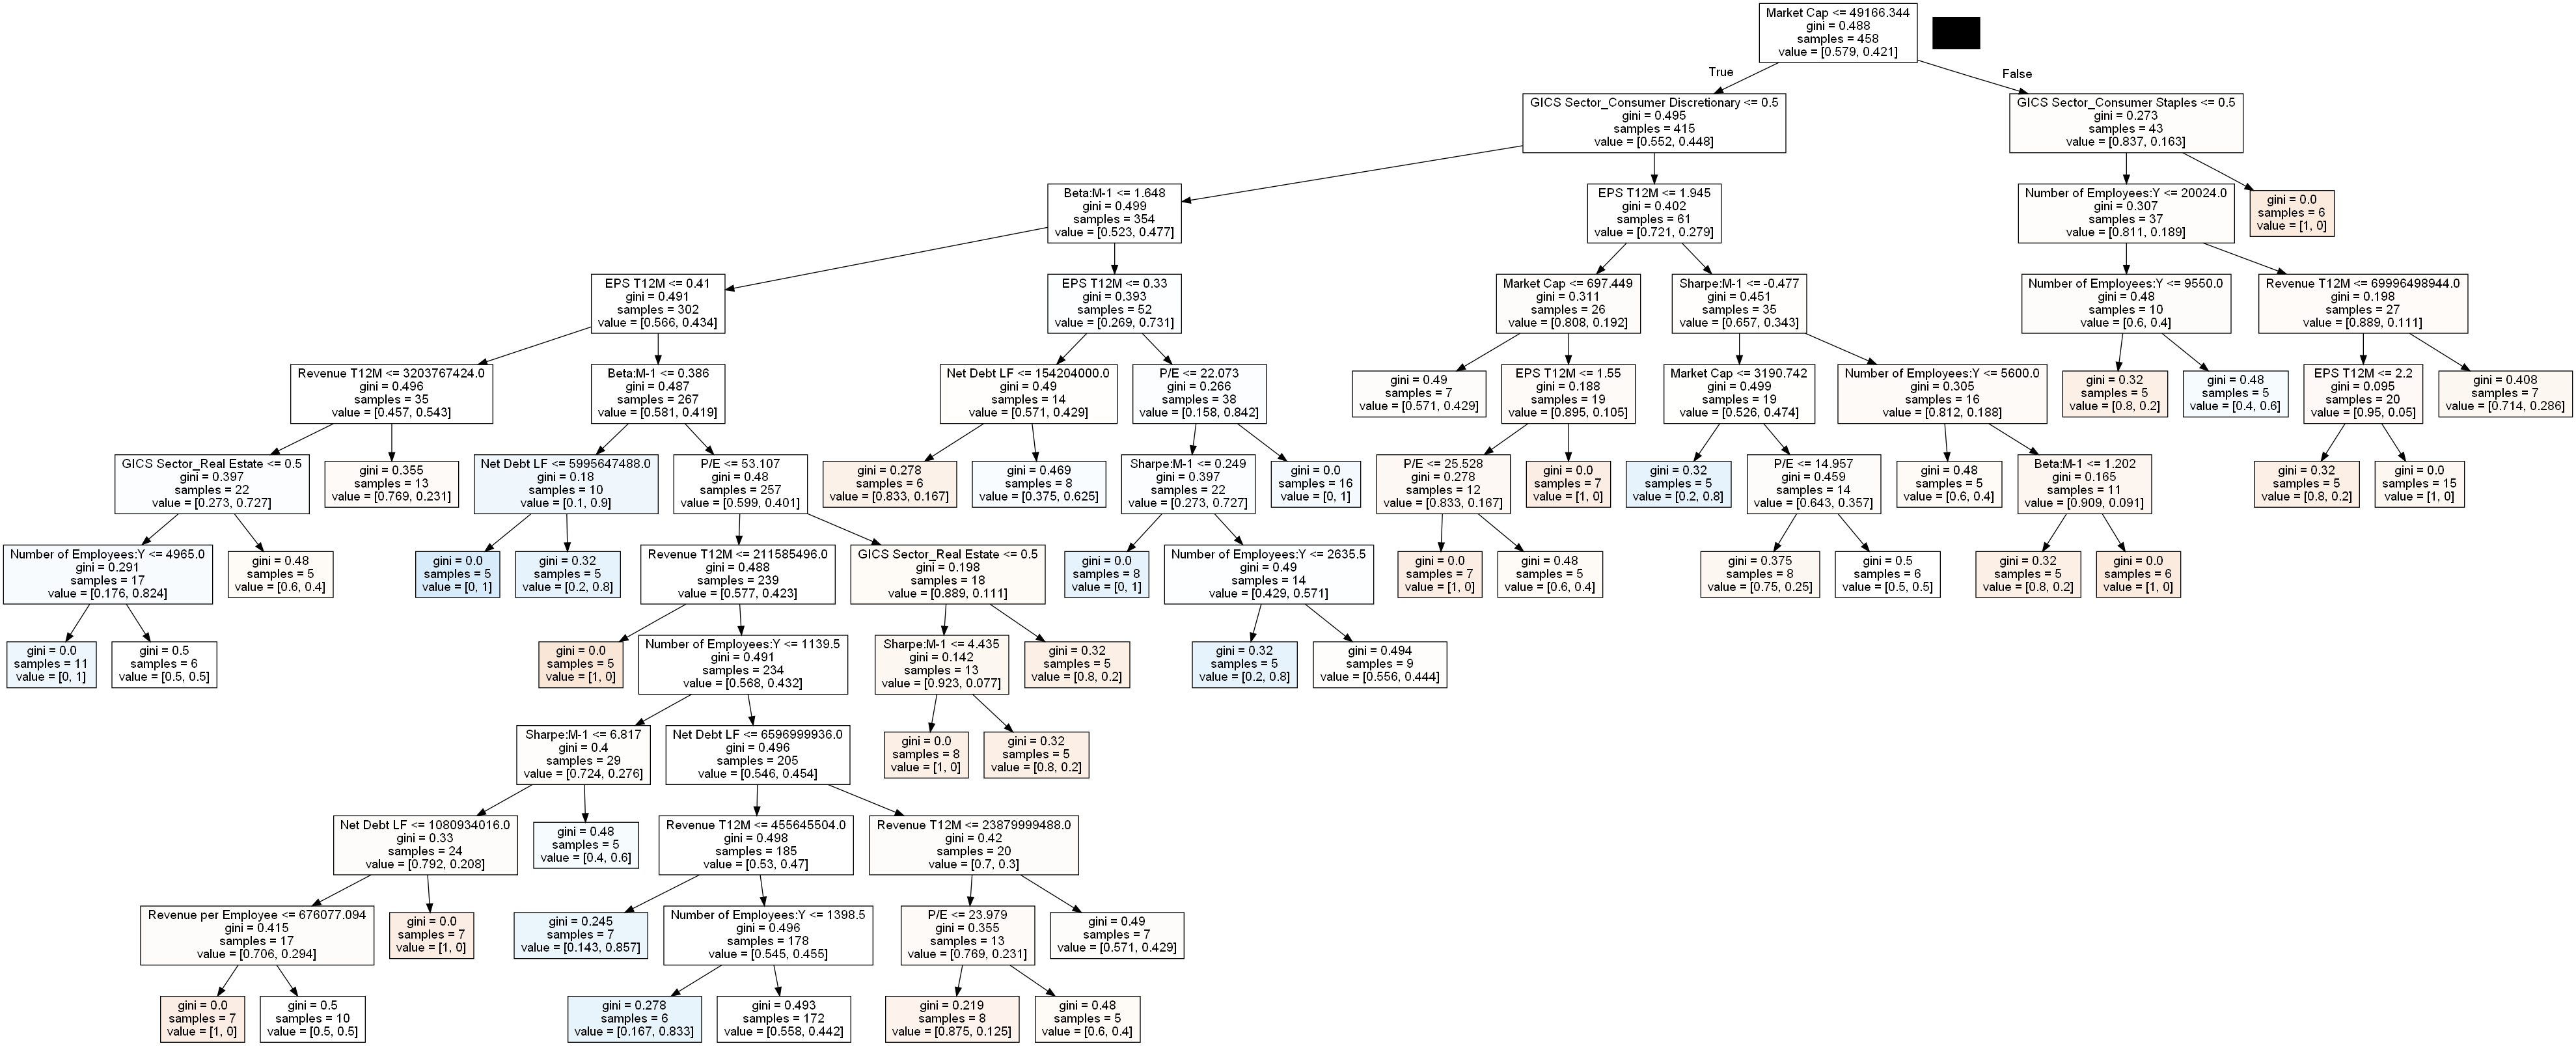 Market Cap <= 49166.344
gini = 0.488
samples = 458
value = [0.579, 0.421]
True
False
GICS Sector_Consumer Discretionary <= 0.5
gini = 0.495
samples = 415
value = [0.552, 0.448]
GICS Sector_Consumer Staples <= 0.5
gini = 0.273
samples = 43
value = [0.837, 0.163]
Beta:M-1 <= 1.648
gini = 0.499
samples = 354
value = [0.523, 0.477]
EPS T12M <= 1.945
gini = 0.402
samples = 61
value = [0.721, 0.279]
Number of Employees:Y <= 20024.0
gini = 0.307
samples = 37
value = [0.811, 0.189]
gini = 0.0
samples = 6
value = [1, 0]
EPS T12M <= 0.41
gini = 0.491
samples = 302
value = [0.566, 0.434]
EPS T12M <= 0.33
gini = 0.393
samples = 52
value = [0.269, 0.731]
Market Cap <= 697.449
gini = 0.311
samples = 26
value = [0.808, 0.192]
Sharpe:M-1 <= -0.477
gini = 0.451
samples = 35
value = [0.657, 0.343]
Number of Employees:Y <= 9550.0
gini = 0.48
samples = 10
value = [0.6, 0.4]
Revenue T12M <= 69996498944.0
gini = 0.198
samples = 27
value = [0.889, 0.111]
Revenue T12M <= 3203767424.0
gini = 0.496
samples = 35
value = [0.457, 0.543]
Beta:M-1 <= 0.386
gini = 0.487
samples = 267
value = [0.581, 0.419]
Net Debt LF <= 154204000.0
gini = 0.49
samples = 14
value = [0.571, 0.429]
P/E <= 22.073
gini = 0.266
samples = 38
value = [0.158, 0.842]
gini = 0.49
samples = 7
value = [0.571, 0.429]
EPS T12M <= 1.55
gini = 0.188
samples = 19
value = [0.895, 0.105]
Market Cap <= 3190.742
gini = 0.499
samples = 19
value = [0.526, 0.474]
Number of Employees:Y <= 5600.0
gini = 0.305
samples = 16
value = [0.812, 0.188]
gini = 0.32
samples = 5
value = [0.8, 0.2]
gini = 0.48
samples = 5
value = [0.4, 0.6]
EPS T12M <= 2.2
gini = 0.095
samples = 20
value = [0.95, 0.05]
gini = 0.408
samples = 7
value = [0.714, 0.286]
GICS Sector_Real Estate <= 0.5
gini = 0.397
samples = 22
value = [0.273, 0.727]
gini = 0.355
samples = 13
value = [0.769, 0.231]
Net Debt LF <= 5995647488.0
gini = 0.18
samples = 10
value = [0.1, 0.9]
P/E <= 53.107
gini = 0.48
samples = 257
value = [0.599, 0.401]
gini = 0.278
samples = 6
value = [0.833, 0.167]
gini = 0.469
samples = 8
value = [0.375, 0.625]
Sharpe:M-1 <= 0.249
gini = 0.397
samples = 22
value = [0.273, 0.727]
gini = 0.0
samples = 16
value = [0, 1]
P/E <= 25.528
gini = 0.278
samples = 12
value = [0.833, 0.167]
gini = 0.0
samples = 7
value = [1, 0]
gini = 0.32
samples = 5
value = [0.2, 0.8]
P/E <= 14.957
gini = 0.459
samples = 14
value = [0.643, 0.357]
gini = 0.48
samples = 5
value = [0.6, 0.4]
Beta:M-1 <= 1.202
gini = 0.165
samples = 11
value = [0.909, 0.091]
gini = 0.32
samples = 5
value = [0.8, 0.2]
gini = 0.0
samples = 15
value = [1, 0]
Number of Employees:Y <= 4965.0
gini = 0.291
samples = 17
value = [0.176, 0.824]
gini = 0.48
samples = 5
value = [0.6, 0.4]
gini = 0.0
samples = 5
value = [0, 1]
gini = 0.32
samples = 5
value = [0.2, 0.8]
Revenue T12M <= 211585496.0
gini = 0.488
samples = 239
value = [0.577, 0.423]
GICS Sector_Real Estate <= 0.5
gini = 0.198
samples = 18
value = [0.889, 0.111]
gini = 0.0
samples = 8
value = [0, 1]
Number of Employees:Y <= 2635.5
gini = 0.49
samples = 14
value = [0.429, 0.571]
gini = 0.0
samples = 7
value = [1, 0]
gini = 0.48
samples = 5
value = [0.6, 0.4]
gini = 0.375
samples = 8
value = [0.75, 0.25]
gini = 0.5
samples = 6
value = [0.5, 0.5]
gini = 0.32
samples = 5
value = [0.8, 0.2]
gini = 0.0
samples = 6
value = [1, 0]
gini = 0.0
samples = 11
value = [0, 1]
gini = 0.5
samples = 6
value = [0.5, 0.5]
gini = 0.0
samples = 5
value = [1, 0]
Number of Employees:Y <= 1139.5
gini = 0.491
samples = 234
value = [0.568, 0.432]
Sharpe:M-1 <= 4.435
gini = 0.142
samples = 13
value = [0.923, 0.077]
gini = 0.32
samples = 5
value = [0.8, 0.2]
gini = 0.32
samples = 5
value = [0.2, 0.8]
gini = 0.494
samples = 9
value = [0.556, 0.444]
Sharpe:M-1 <= 6.817
gini = 0.4
samples = 29
value = [0.724, 0.276]
Net Debt LF <= 6596999936.0
gini = 0.496
samples = 205
value = [0.546, 0.454]
gini = 0.0
samples = 8
value = [1, 0]
gini = 0.32
samples = 5
value = [0.8, 0.2]
Net Debt LF <= 1080934016.0
gini = 0.33
samples = 24
value = [0.792, 0.208]
gini = 0.48
samples = 5
value = [0.4, 0.6]
Revenue T12M <= 455645504.0
gini = 0.498
samples = 185
value = [0.53, 0.47]
Revenue T12M <= 23879999488.0
gini = 0.42
samples = 20
value = [0.7, 0.3]
Revenue per Employee <= 676077.094
gini = 0.415
samples = 17
value = [0.706, 0.294]
gini = 0.0
samples = 7
value = [1, 0]
gini = 0.245
samples = 7
value = [0.143, 0.857]
Number of Employees:Y <= 1398.5
gini = 0.496
samples = 178
value = [0.545, 0.455]
P/E <= 23.979
gini = 0.355
samples = 13
value = [0.769, 0.231]
gini = 0.49
samples = 7
value = [0.571, 0.429]
gini = 0.0
samples = 7
value = [1, 0]
gini = 0.5
samples = 10
value = [0.5, 0.5]
gini = 0.278
samples = 6
value = [0.167, 0.833]
gini = 0.493
samples = 172
value = [0.558, 0.442]
gini = 0.219
samples = 8
value = [0.875, 0.125]
gini = 0.48
samples = 5
value = [0.6, 0.4]